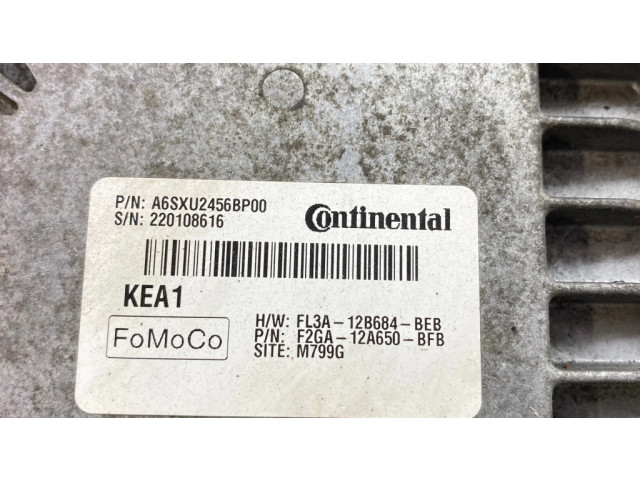 P/N: A6SXU2456BP00
S/N: 220108616
Continental
KEA1
FoMoCo
H/W: FL3A-12B684-BEB
P/N: F2GA-12A650-BFB
SITE: M799G